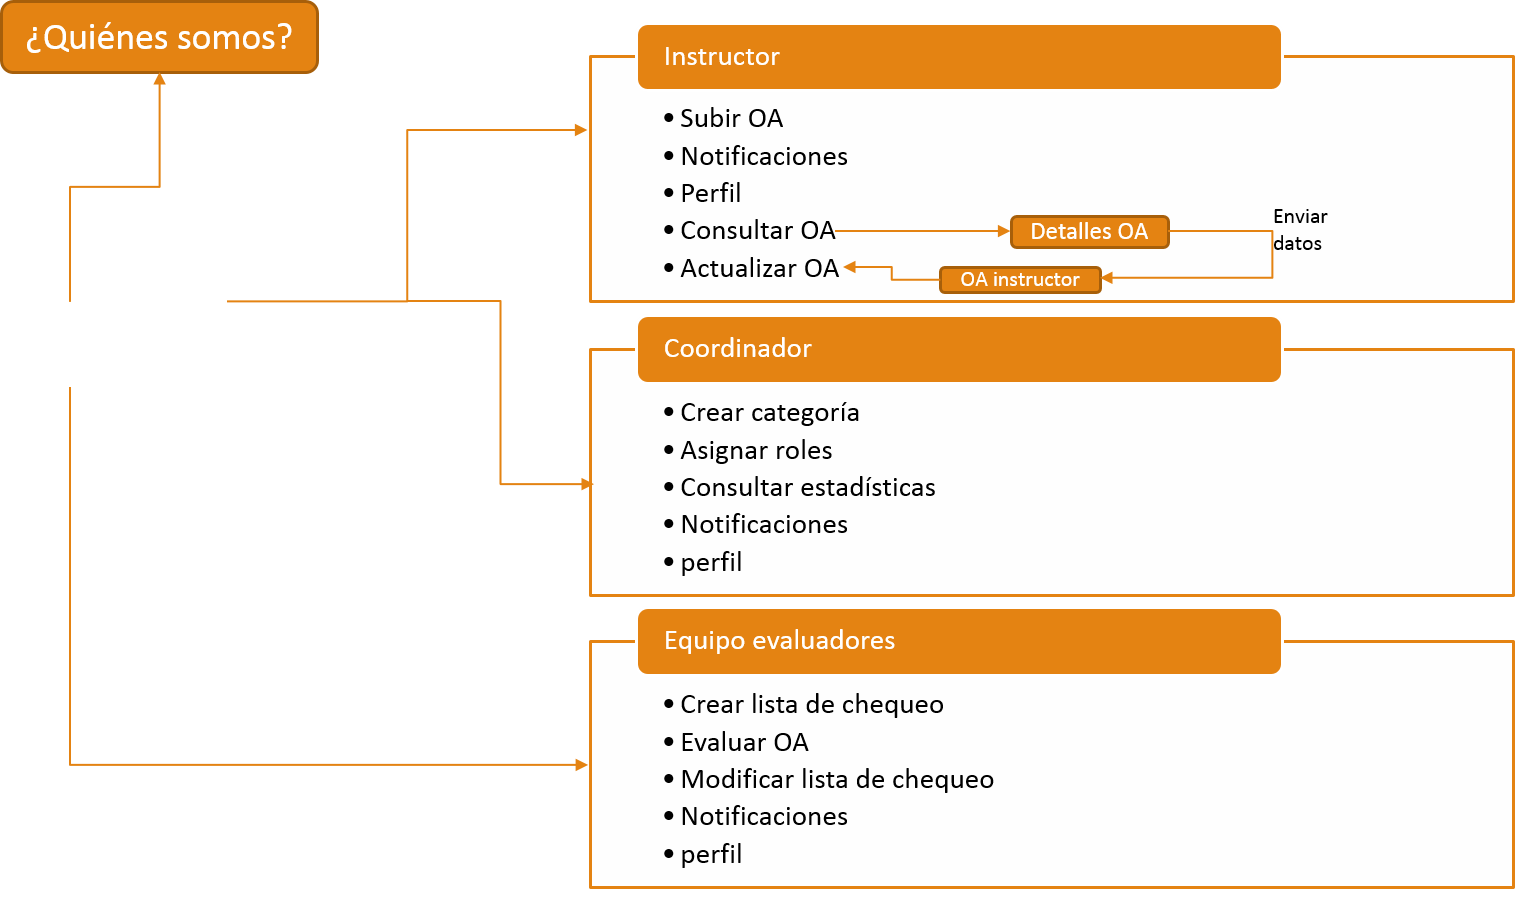 ¿Quiénes somos?
Instructor
• Subir OA
• Notificaciones
• Perfil
• Consultar OA
Detalles OA
Enviar
datos
• Actualizar OA
OA instructor
Coordinador
• Crear categoría
• Asignar roles
• Consultar estadísticas
• Notificaciones
• perfil
Equipo evaluadores
• Crear lista de chequeo
• Evaluar OA
• Modificar lista de chequeo
• Notificaciones
• perfil